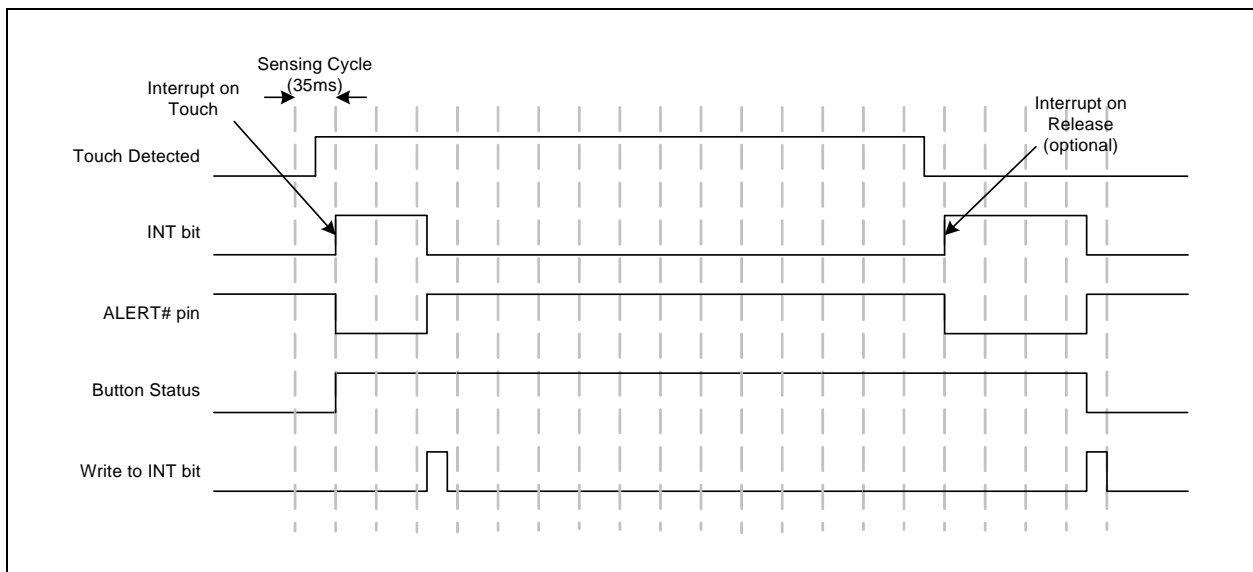 Sensing Cycle
(35ms)
Interrupt on
Touch
Interrupt on
Release
(optional)
Touch Detected
INT bit
ALERT# pin
Button Status
Write to INT bit